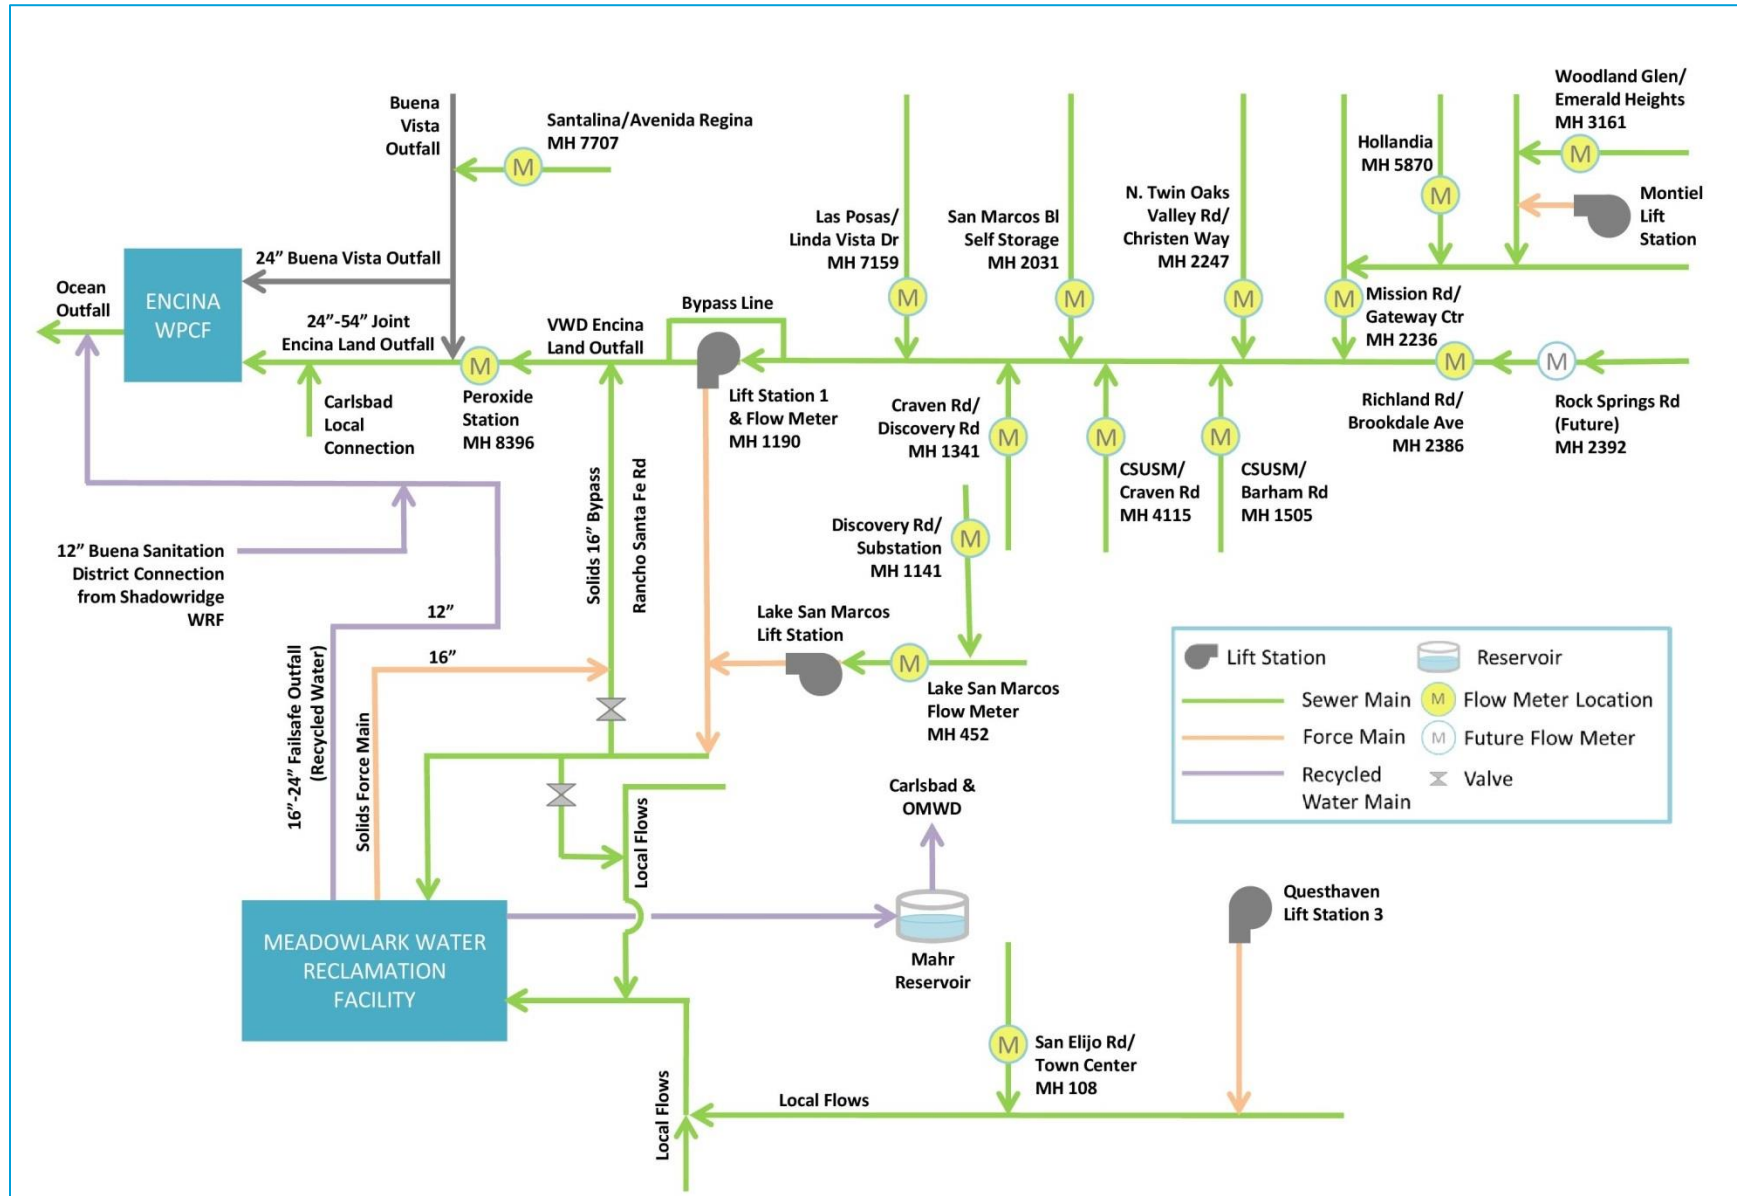 Buena
Vista
Outfall
Santalina/Avenida Regina
MH 7707
M
Woodland Glen/
Emerald Heights
MH 3161
M
Hollandia
MH 5870
M
Montiel
Lift
Station
Las Posas/
Linda Vista Dr
MH 7159
M
San Marcos Bl
Self Storage
MH 2031
M
N. Twin Oaks
Valley Rd/
Christen Way
MH 2247
M
M
Mission Rd/
Gateway Ctr
MH 2236
Ocean
Outfall
ENCINA
WPCF
24” Buena Vista Outfall
24”-54” Joint
Encina Land Outfall
VWD Encina
Land Outfall
Bypass Line
M
Peroxide
Station
MH 8396
Carlsbad
Local
Connection
Lift Station 1
& Flow Meter
MH 1190
M
Richland Rd/
Brookdale Ave
MH 2386
M
Rock Springs Rd
(Future)
MH 2392
Craven Rd/
Discovery Rd
MH 1341
M
M
CSUSM/
Craven Rd
MH 4115
M
CSUSM/
Barham Rd
MH 1505
Solids 16” Bypass
Rancho Santa Fe Rd
Discovery Rd/
Substation
MH 1141
M
12” Buena Sanitation
District Connection
from Shadowridge
WRF
12”
16”
16”-24” Failsafe Outfall
(Recycled Water)
Solids Force Main
Lake San Marcos
Lift Station
M
Lake San Marcos
Flow Meter
MH 452
Lift Station
Reservoir
Sewer Main
M
Flow Meter Location
Force Main
M
Future Flow Meter
Recycled
Water Main
Valve
Carlsbad &
OMWD
Local Flows
Mahr
Reservoir
Questhaven
Lift Station 3
MEADOWLARK WATER
RECLAMATION
FACILITY
M
San Elijo Rd/
Town Center
MH 108
Local Flows
Local Flows